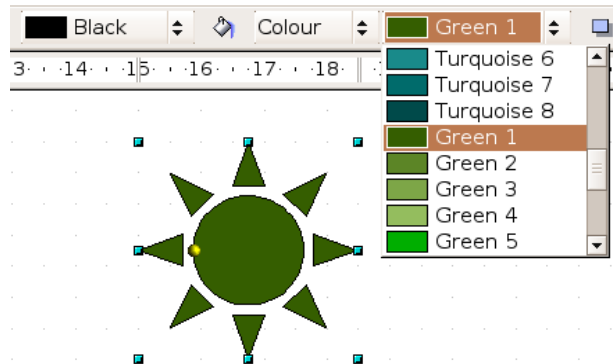 Black Colour Green 1
3 · 14 · 15 · 16 · 17 · 18 ·
Turquoise 6
Turquoise 7
Turquoise 8
Green 1
Green 2
Green 3
Green 4
Green 5